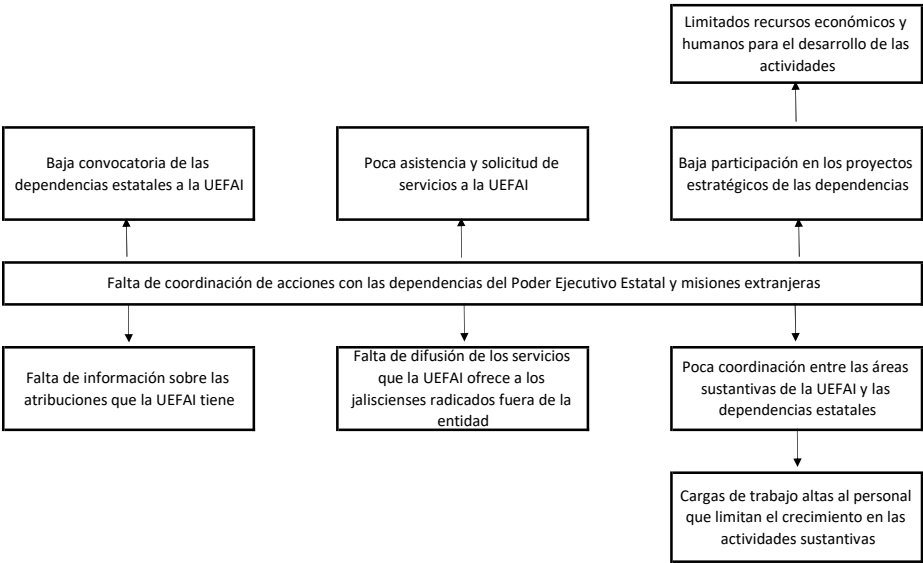 Limitados recursos económicos y
humanos para el desarrollo de las
actividades
Baja convocatoria de las
dependencias estatales a la UEFAI
Poca asistencia y solicitud de
servicios a la UEFAI
Baja participación en los proyectos
estratégicos de las dependencias
Falta de coordinación de acciones con las dependencias del Poder Ejecutivo Estatal y misiones extranjeras
Falta de información sobre las
atribuciones que la UEFAI tiene
Falta de difusión de los servicios
que la UEFAI ofrece a los
jaliscienses radicados fuera de la
entidad
Poca coordinación entre las áreas
sustantivas de la UEFAI y las
dependencias estatales
Cargas de trabajo altas al personal
que limitan el crecimiento en las
actividades sustantivas